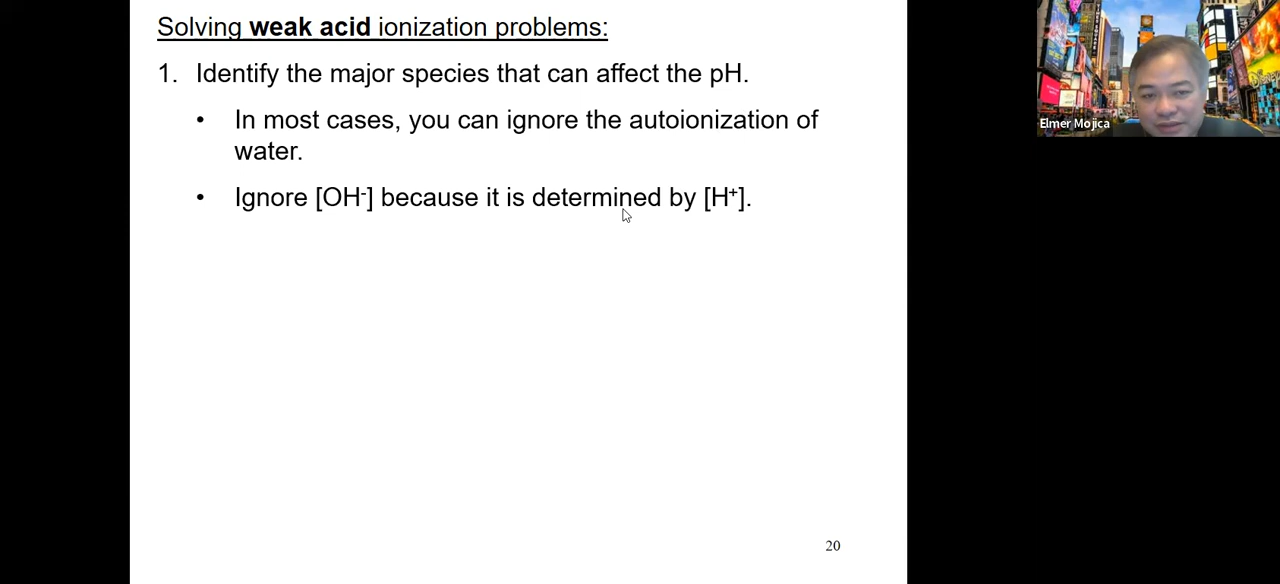 Solving weak acid ionization problems:
1. Identify the major species that can affect the pH.
• In most cases, you can ignore the autoionization of
water.
• Ignore [OH-] because it is determined by [H+].
20
Elmer Mojica